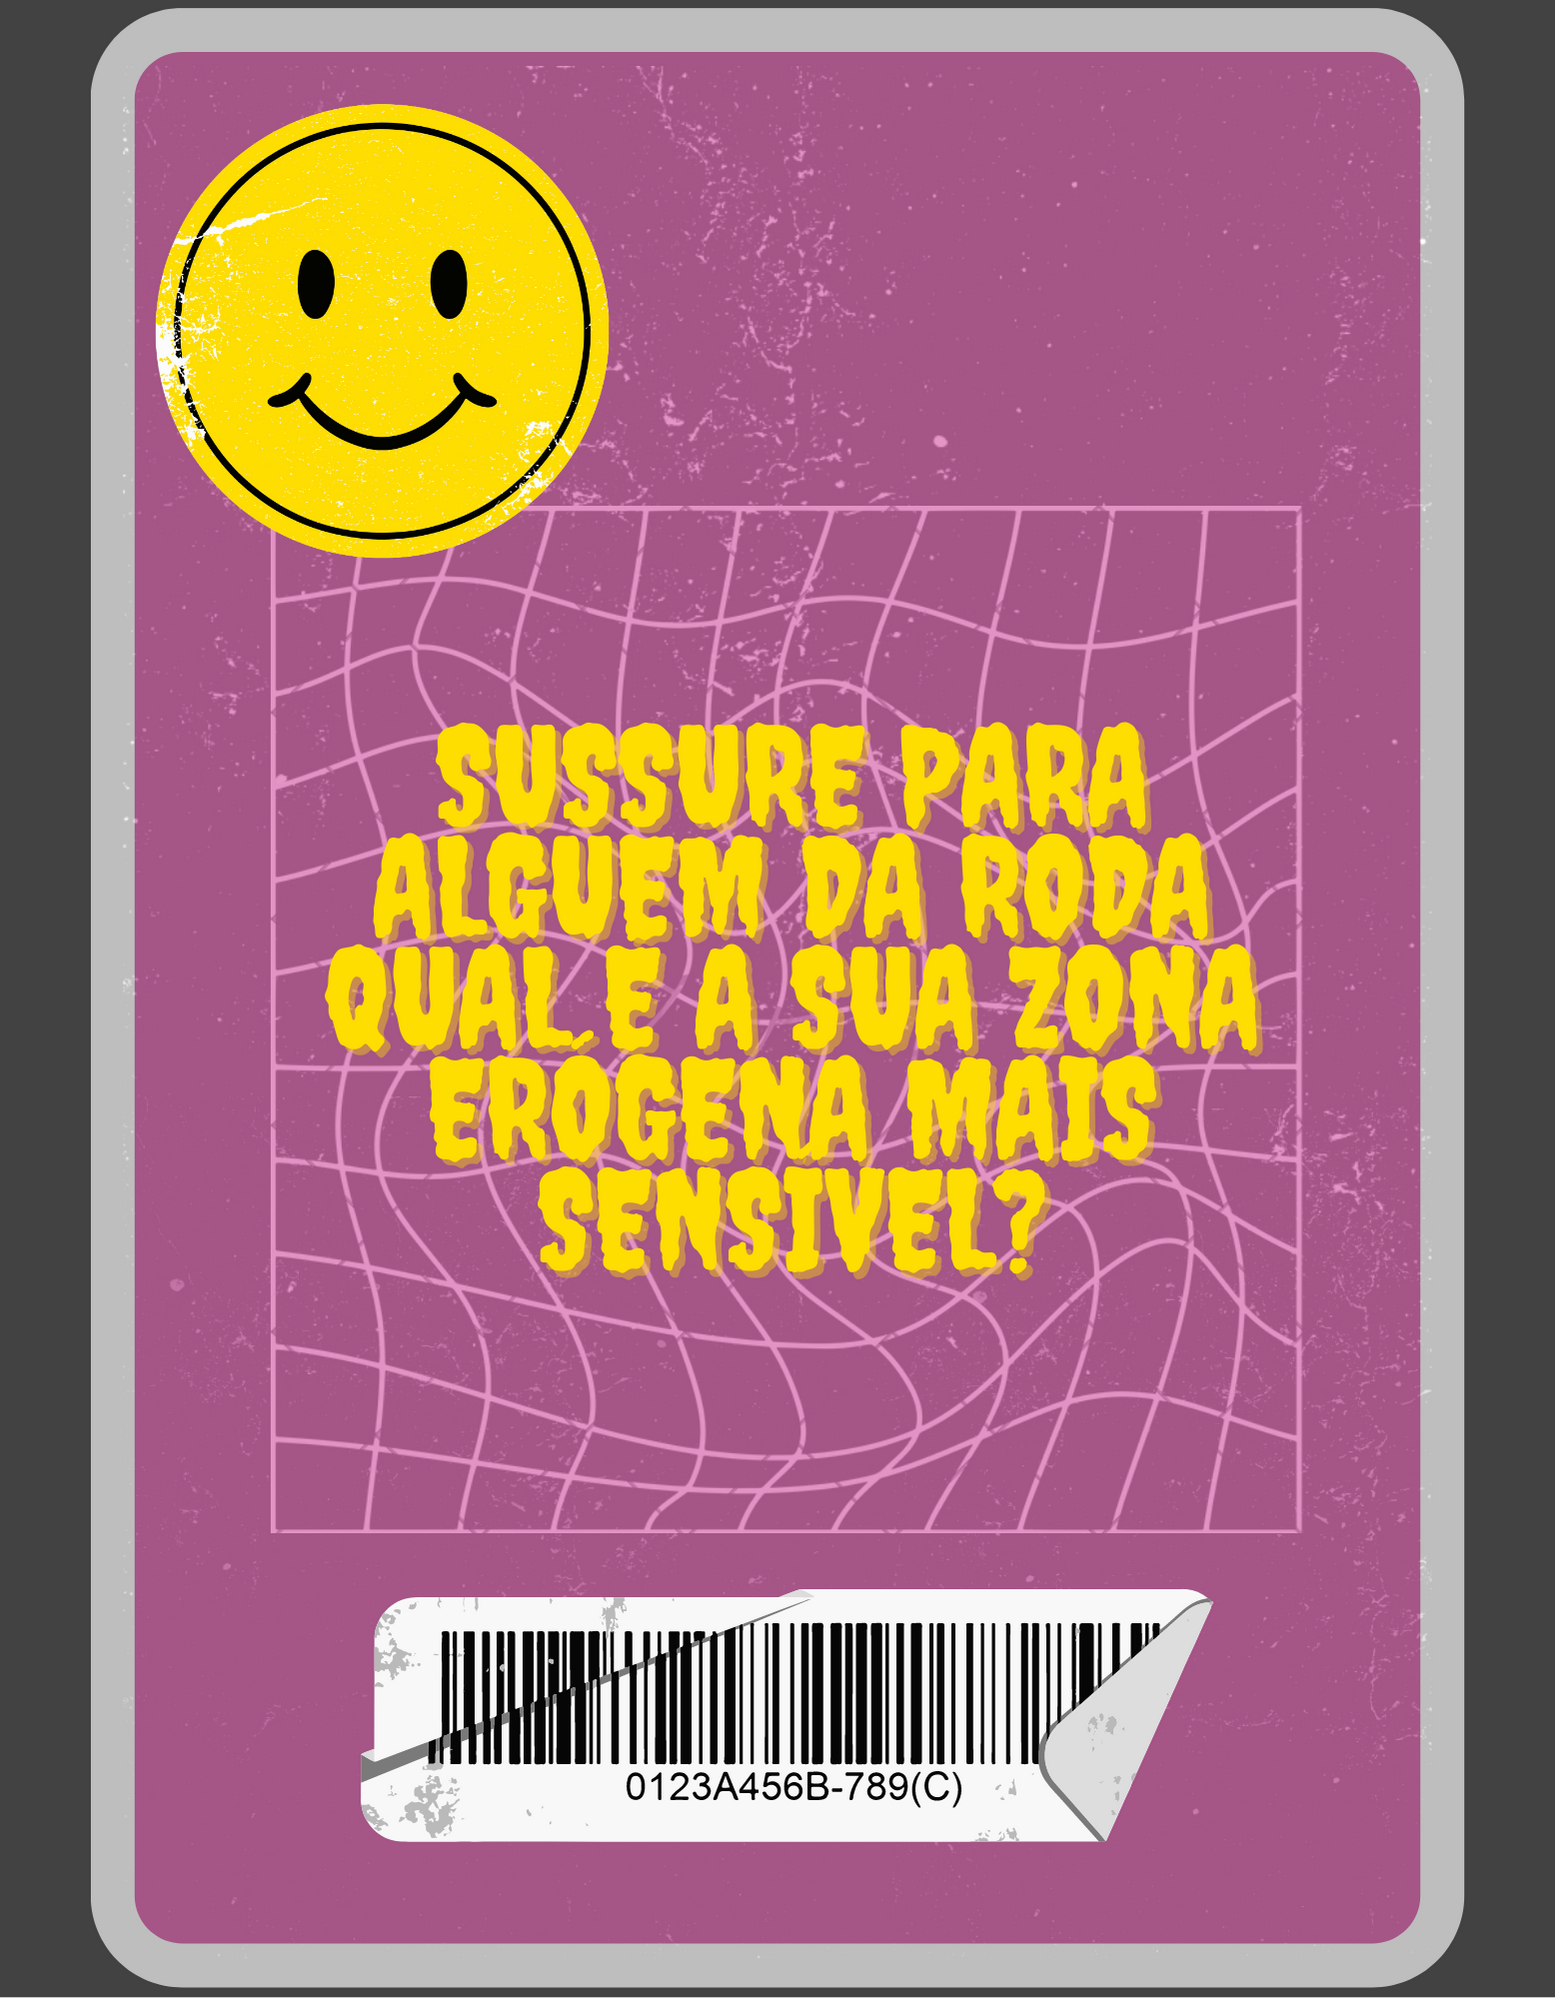 SUSSURE PARA
ALGUEM DA RODA
QUAL E A SUA ZONA
EROGENA MAIS
SENSIVEL?
0123A456B-789(C)